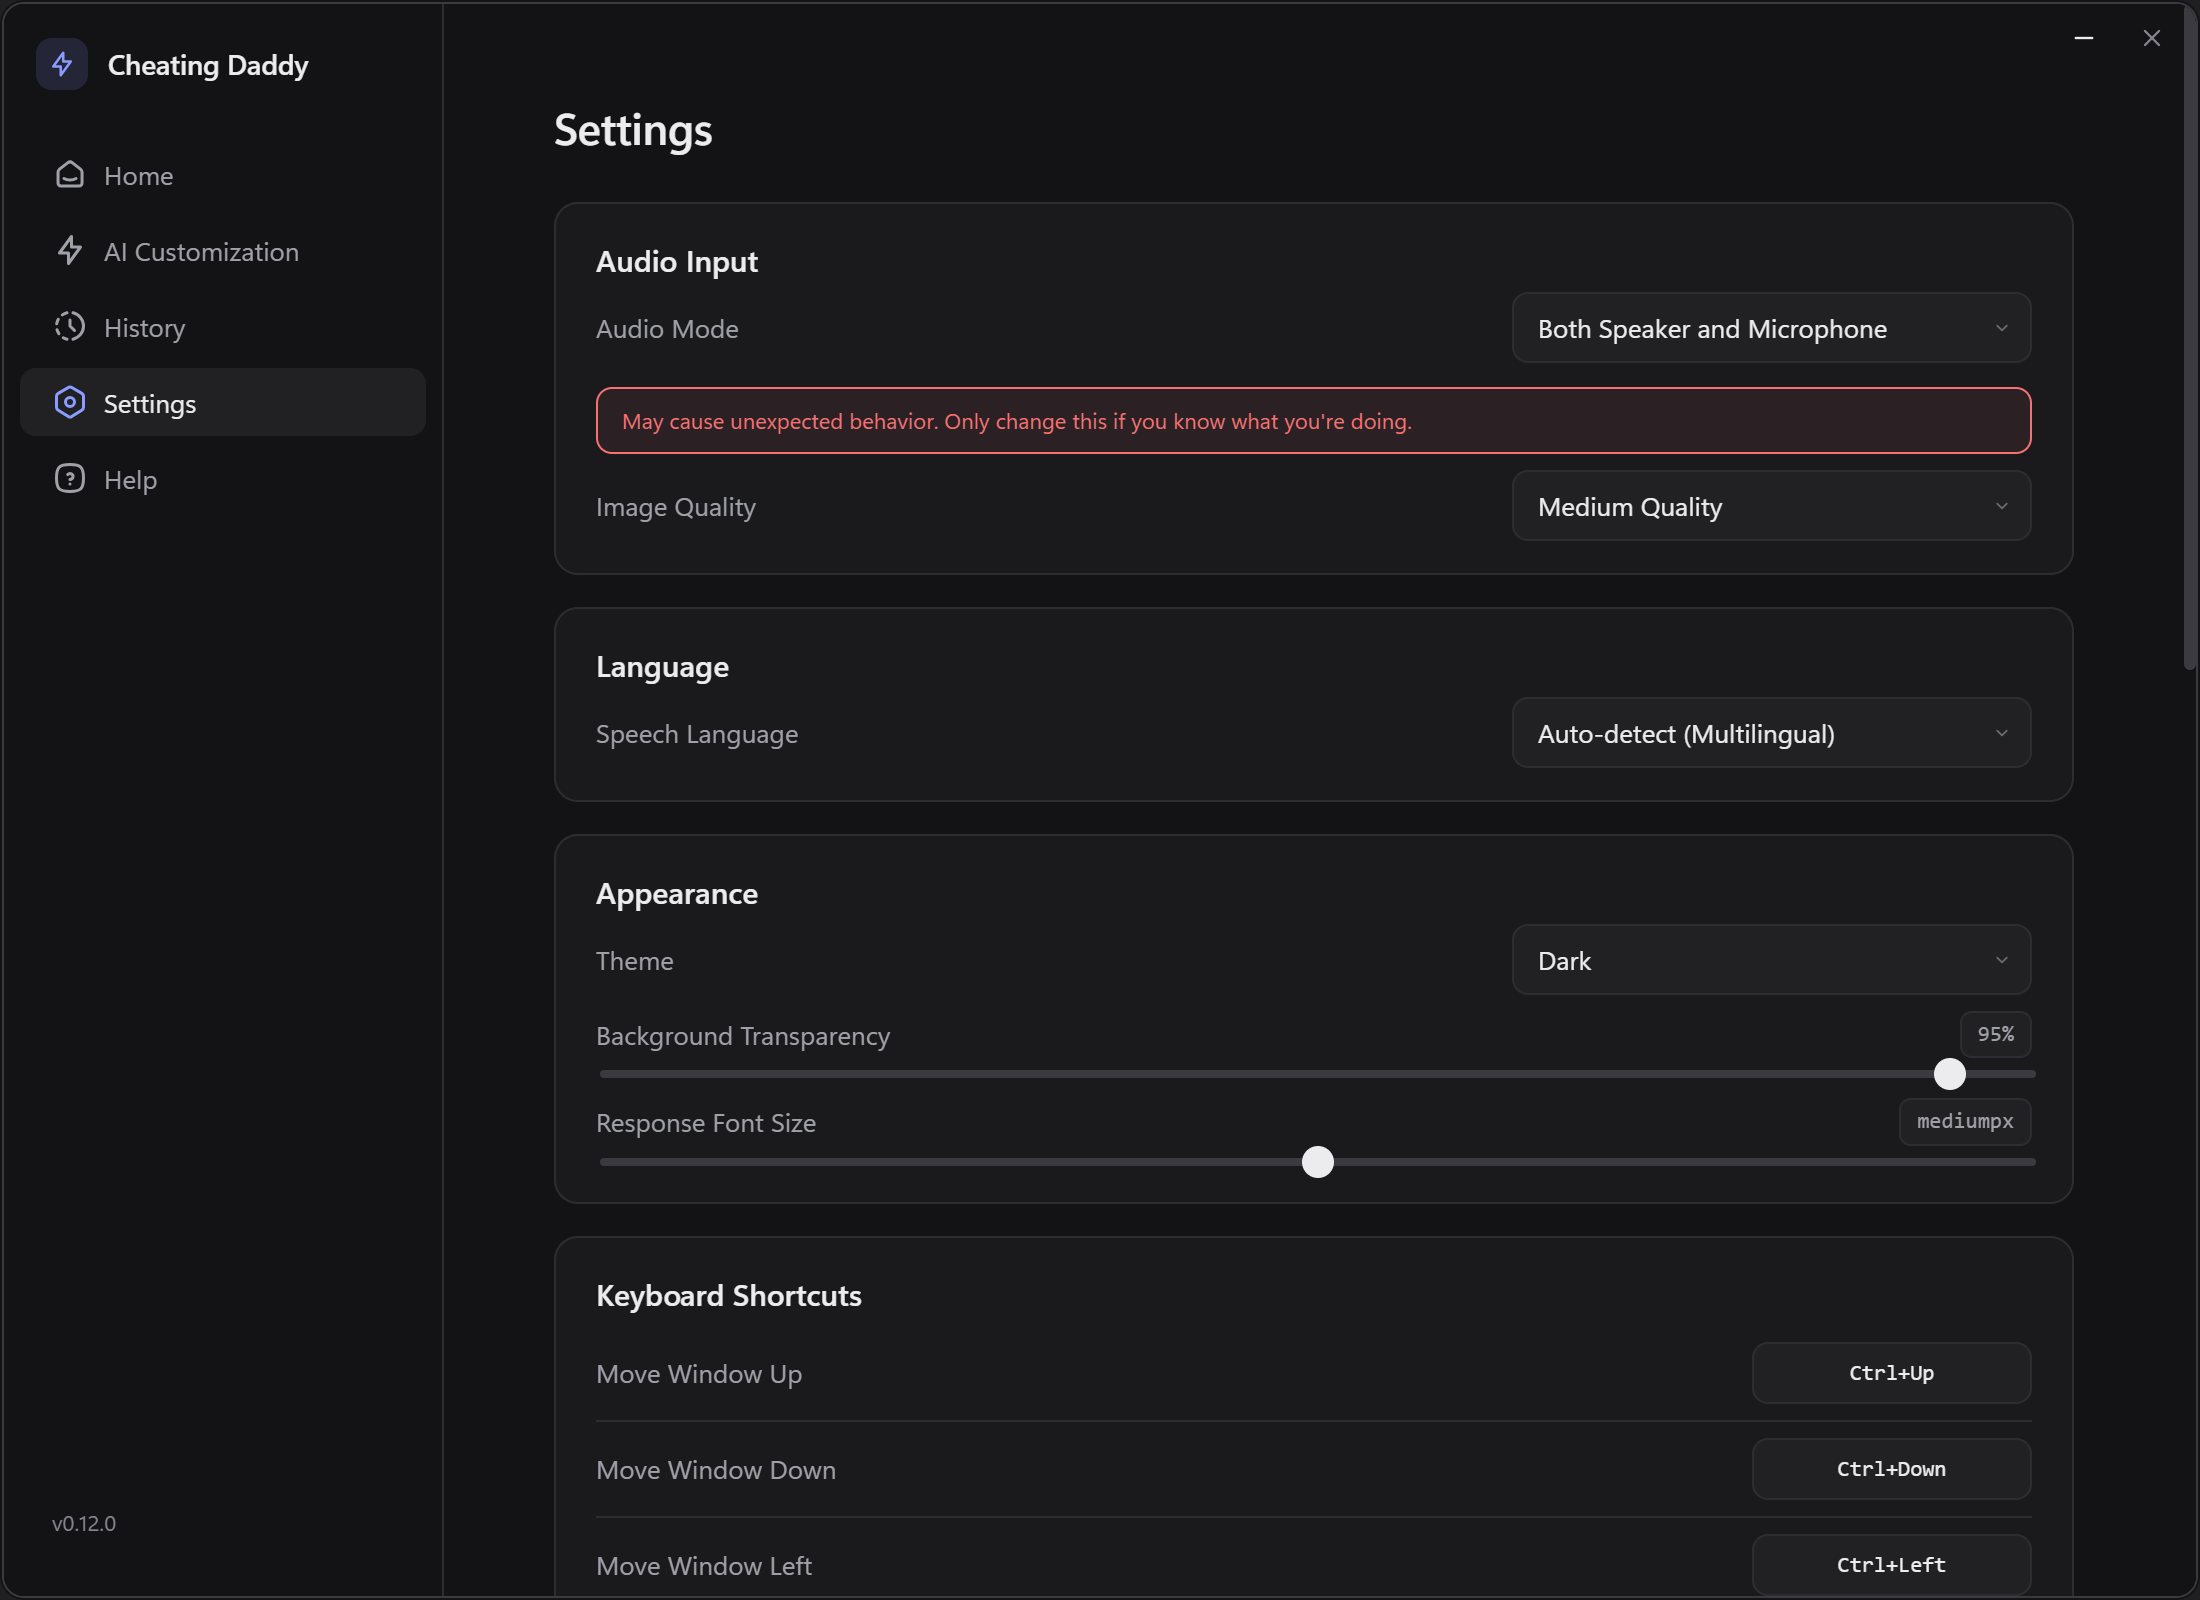 Cheating Daddy
Home
AI Customization
History
Settings
Help
v0.12.0
Settings
Audio Input
Audio Mode
Both Speaker and Microphone
May cause unexpected behavior. Only change this if you know what you're doing.
Image Quality
Medium Quality
Language
Speech Language
Auto-detect (Multilingual)
Appearance
Theme
Dark
Background Transparency
95%
Response Font Size
mediumpx
Keyboard Shortcuts
Move Window Up
Ctrl+Up
Move Window Down
Ctrl+Down
Move Window Left
Ctrl+Left